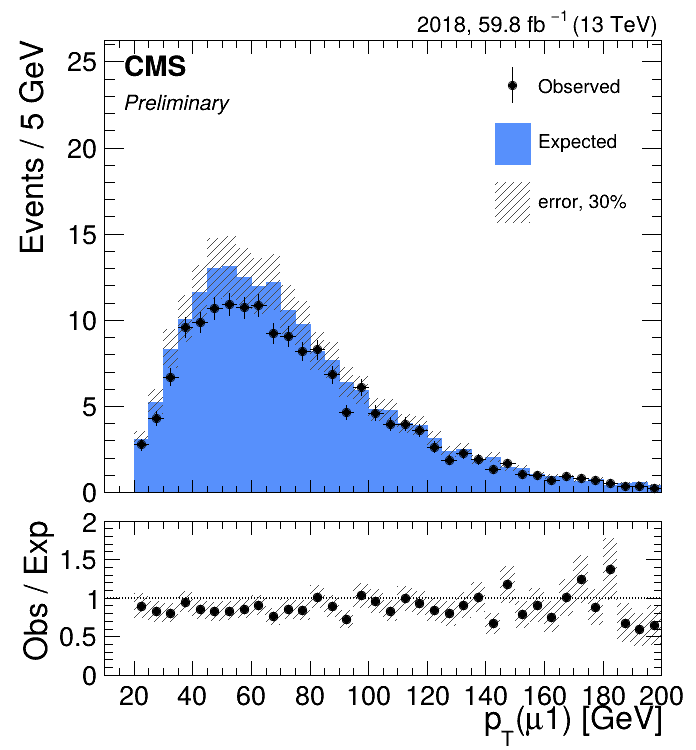 2018, 59.8 fb⁻¹ (13 TeV)
CMS
Preliminary
Observed
Expected
error, 30%
Events / 5 GeV
25
20
15
10
5
0
Obs / Exp
2
1.5
1
0.5
0
20 40 60 80 100 120 140 160 180 200
p_T(μ1) [GeV]